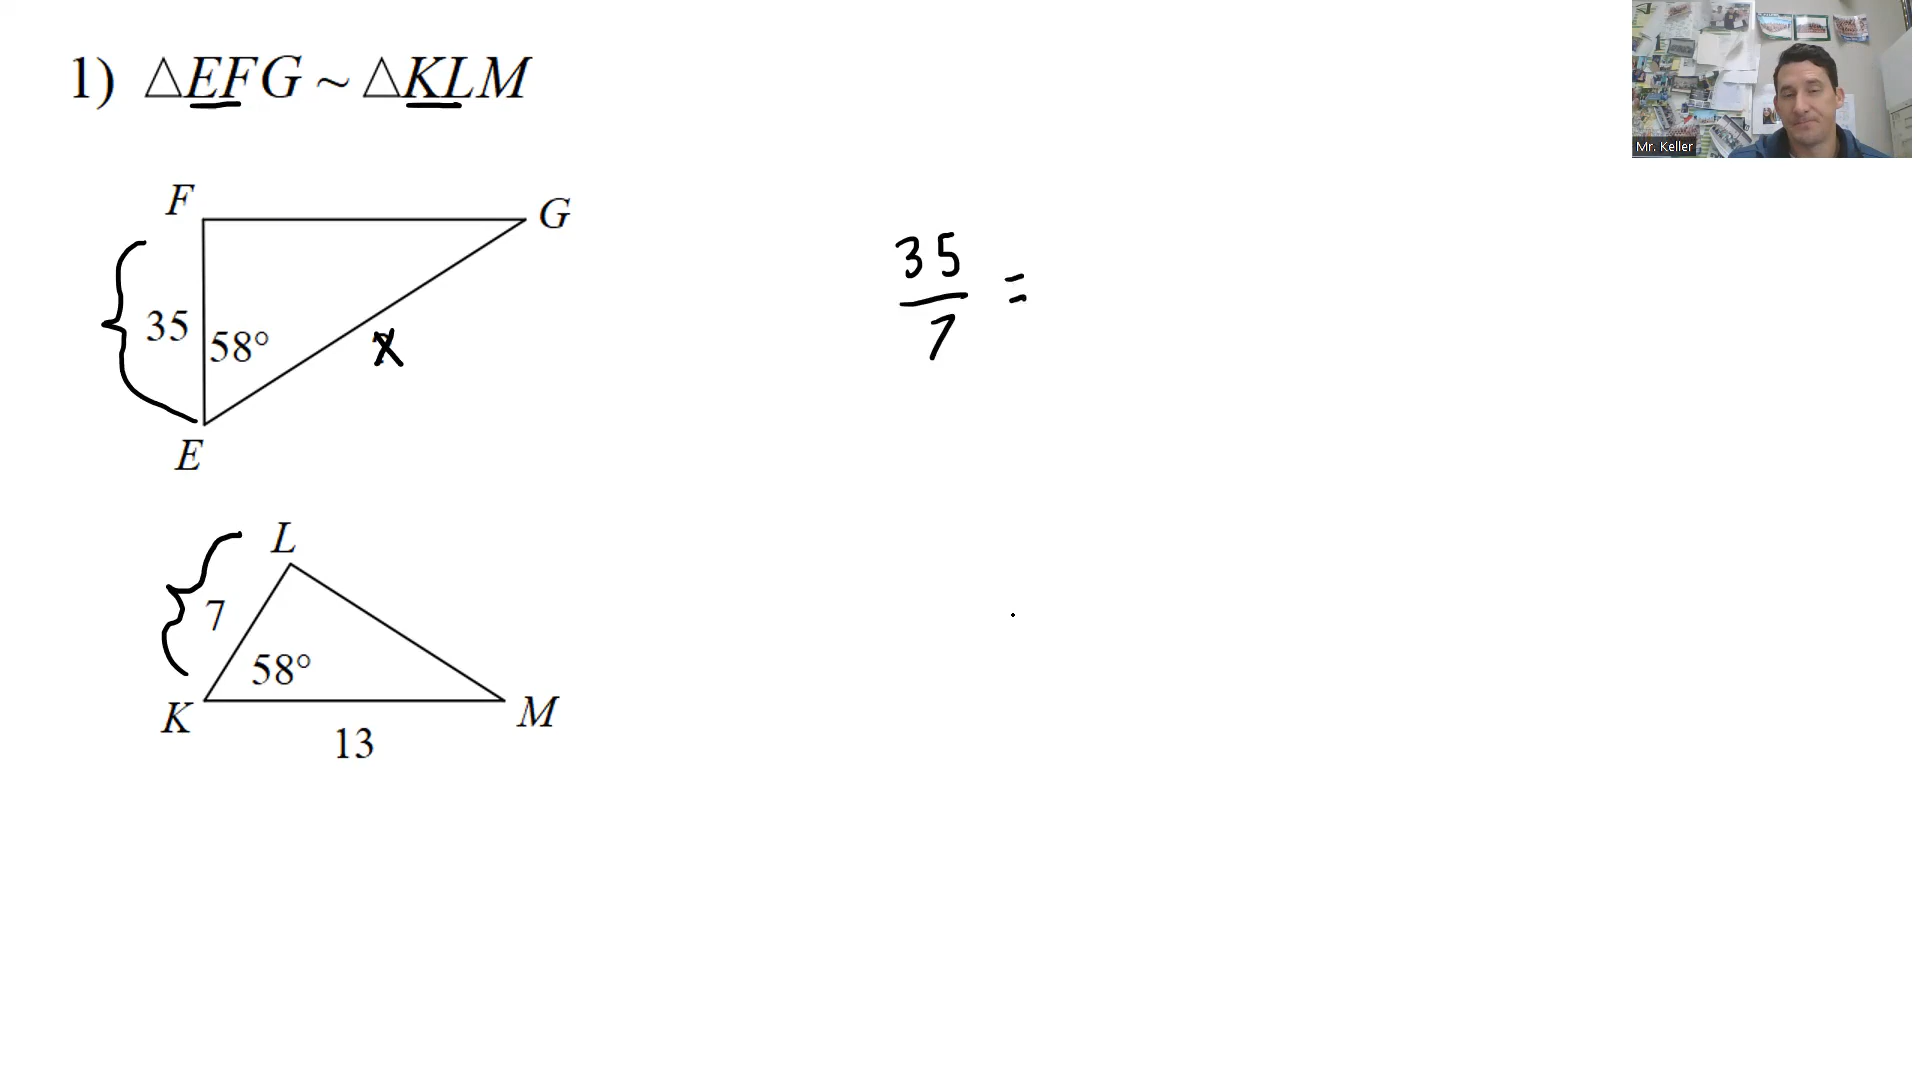 1) △EFG ~ △KLM
Mr. Keller
F
G
35
58°
x
E
35
7
=
L
7
58°
K
M
13